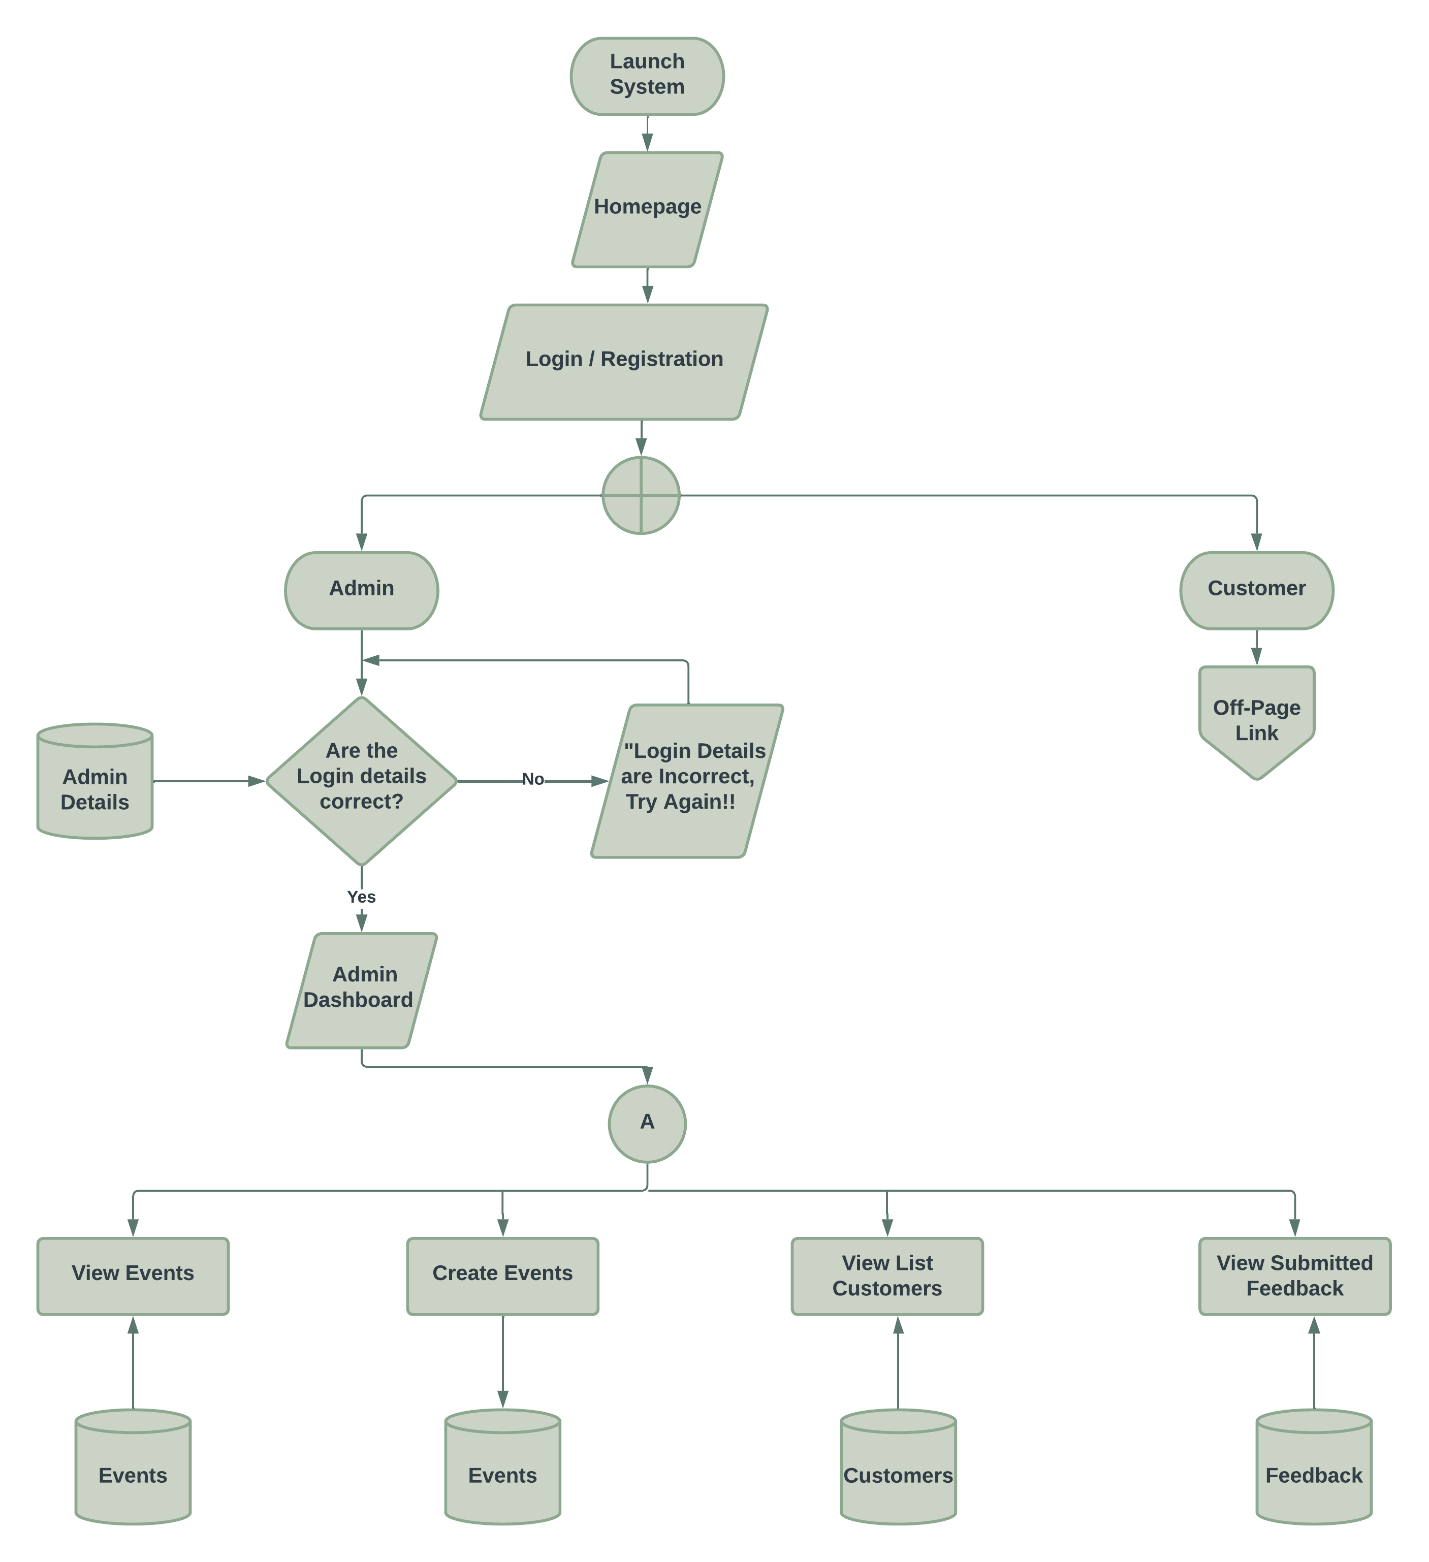 Launch
System
Homepage
Login / Registration
Admin
Customer
Off-Page
Link
Admin
Details
Are the
Login details
correct?
No
"Login Details
are Incorrect,
Try Again!!
Yes
Admin
Dashboard
A
View Events
Create Events
View List
Customers
View Submitted
Feedback
Events
Events
Customers
Feedback